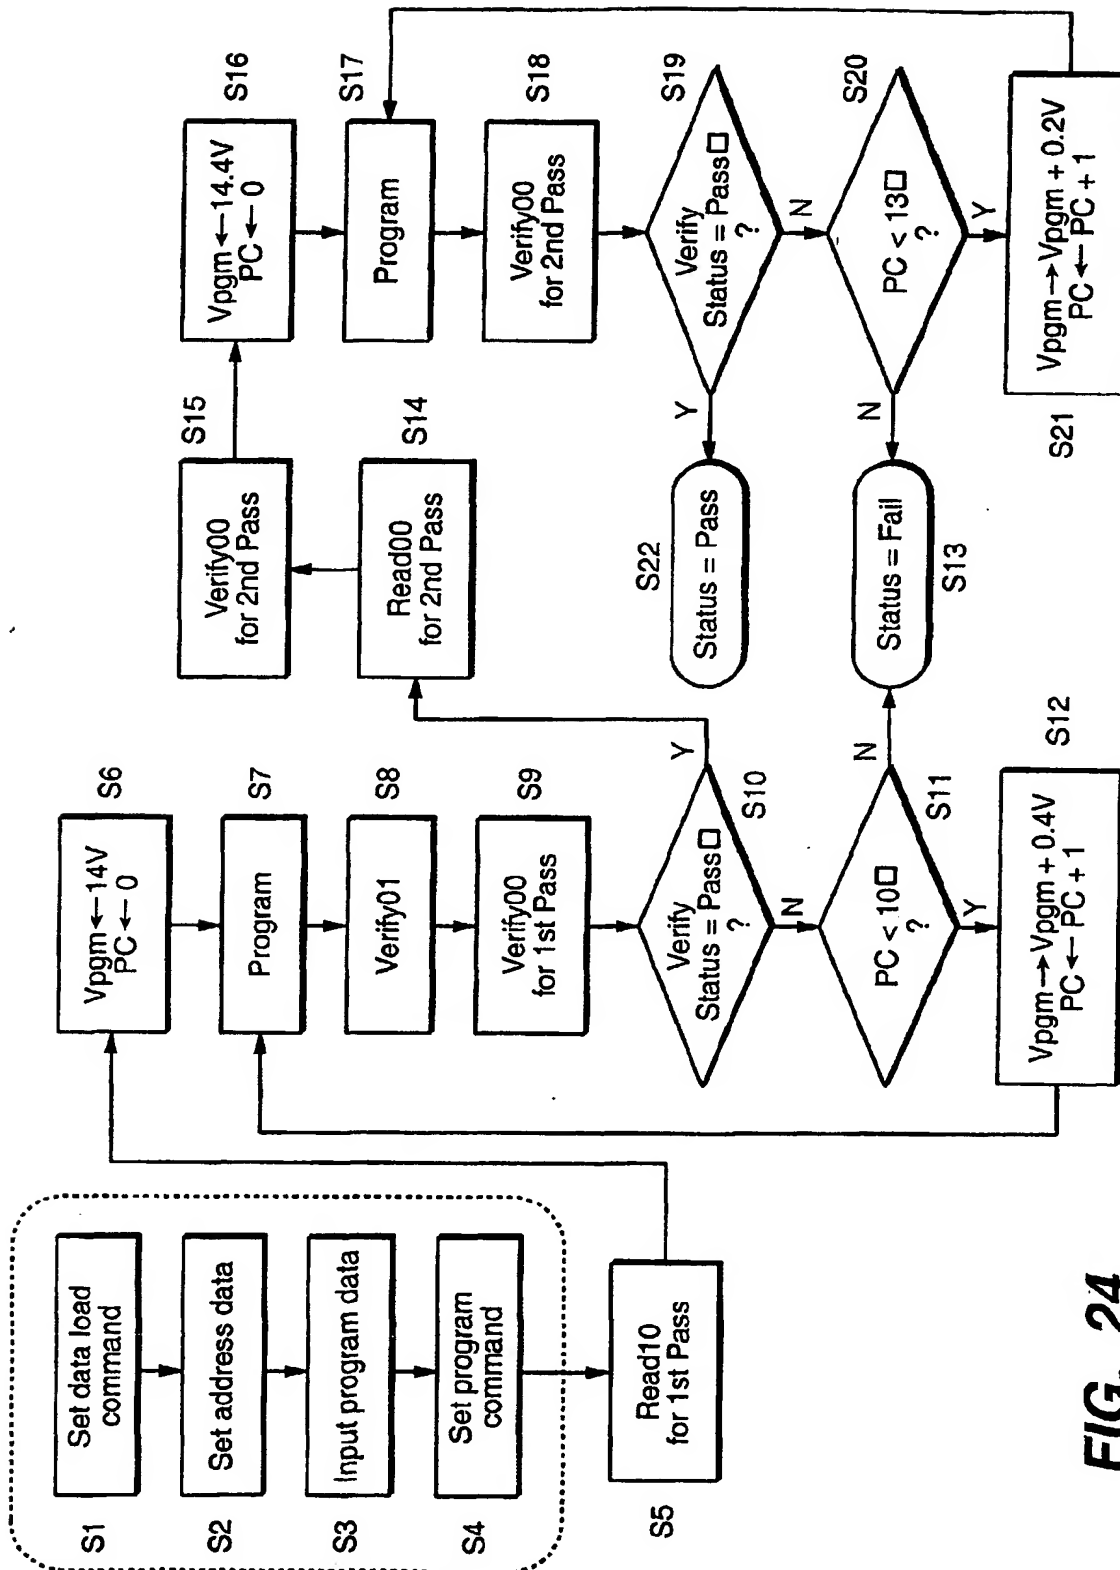 S1
Set data load
command
S2
Set address data
S3
Input program data
S4
Set program
command
S5
Read10
for 1st Pass
S6
Vpgm ← 14V
PC ← 0
S7
Program
S8
Verify01
S9
Verify00
for 1st Pass
S10
Verify
Status = Pass□
?
Y
N
S11
PC < 10□
?
N
Y
S12
Vpgm → Vpgm + 0.4V
PC ← PC + 1
S13
Status = Fail
S14
Read00
for 2nd Pass
S15
Verify00
for 2nd Pass
S16
Vpgm ← 14.4V
PC ← 0
S17
Program
S18
Verify00
for 2nd Pass
S19
Verify
Status = Pass□
?
Y
N
S22
Status = Pass
S20
PC < 13□
?
N
Y
S21
Vpgm → Vpgm + 0.2V
PC ← PC + 1
FIG. 24